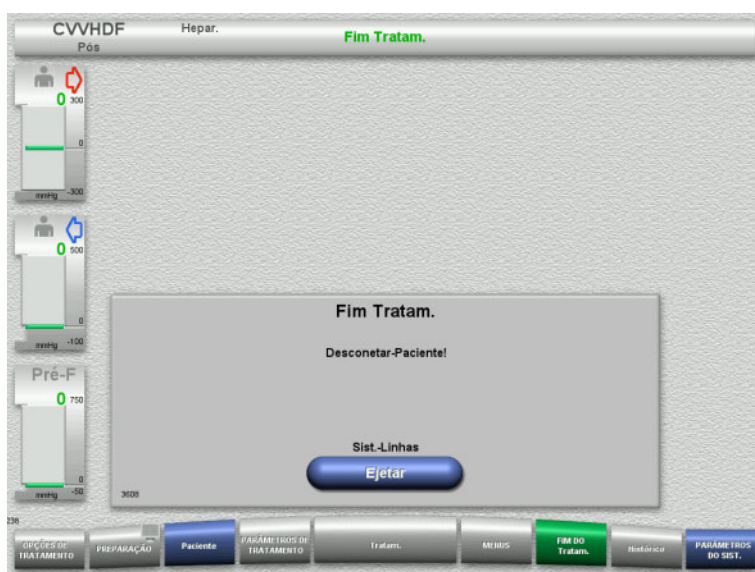 CVVHDF
Pós
Hepar.
Fim Tratam.
0
300
0
-300
mmHg
0
500
0
-100
mmHg
Pré-F
0
750
0
-50
mmHg
Fim Tratam.
Desconetar-Paciente!
Sist.-Linhas
Ejetar
3608
238
OPÇÕES DE
TRATAMENTO
PREPARAÇÃO
Paciente
PARÂMETROS DE
TRATAMENTO
Tratam.
MENUS
FIM DO
Tratam.
Histórico
PARÂMETROS
DO SIST.